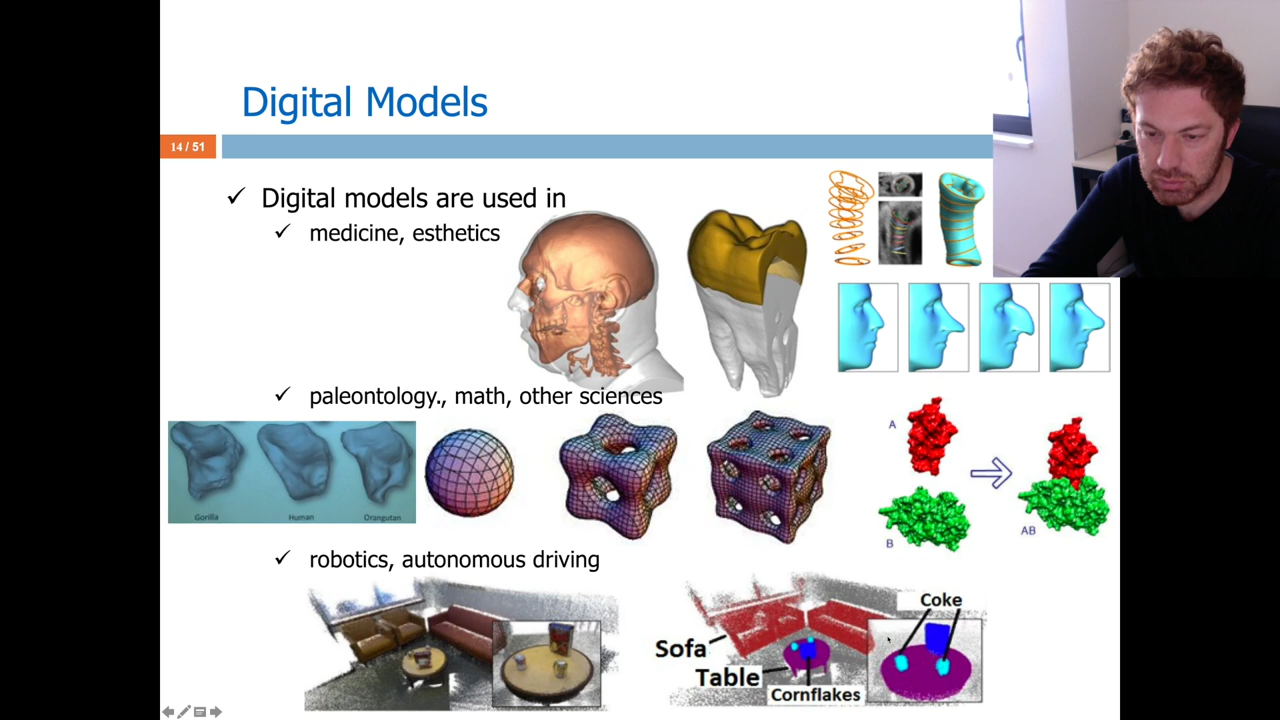 Digital Models
14 / 51
✓ Digital models are used in
✓ medicine, esthetics
✓ paleontology., math, other sciences
Gorilla
Human
Orangutan
A
B
AB
✓ robotics, autonomous driving
Sofa
Table
Cornflakes
Coke